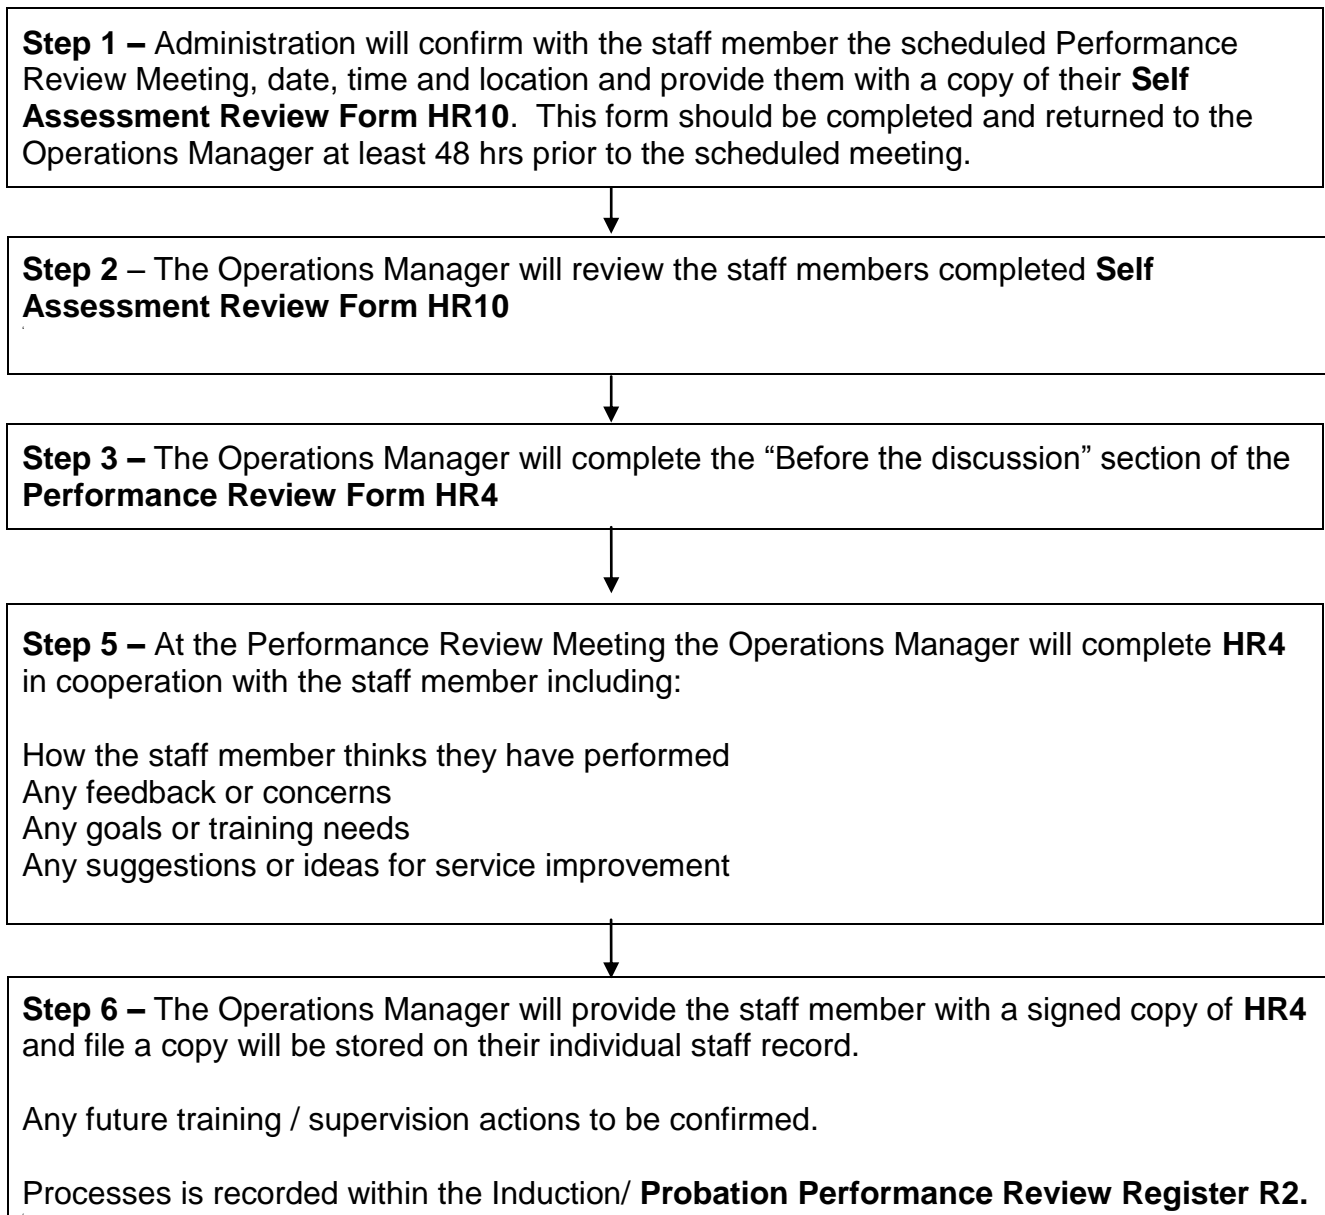 Step 1 – Administration will confirm with the staff member the scheduled Performance
Review Meeting, date, time and location and provide them with a copy of their Self
Assessment Review Form HR10.  This form should be completed and returned to the
Operations Manager at least 48 hrs prior to the scheduled meeting.
Step 2 – The Operations Manager will review the staff members completed Self
Assessment Review Form HR10
Step 3 – The Operations Manager will complete the “Before the discussion” section of the
Performance Review Form HR4
Step 5 – At the Performance Review Meeting the Operations Manager will complete HR4
in cooperation with the staff member including:
How the staff member thinks they have performed
Any feedback or concerns
Any goals or training needs
Any suggestions or ideas for service improvement
Step 6 – The Operations Manager will provide the staff member with a signed copy of HR4
and file a copy will be stored on their individual staff record.
Any future training / supervision actions to be confirmed.
Processes is recorded within the Induction/ Probation Performance Review Register R2.